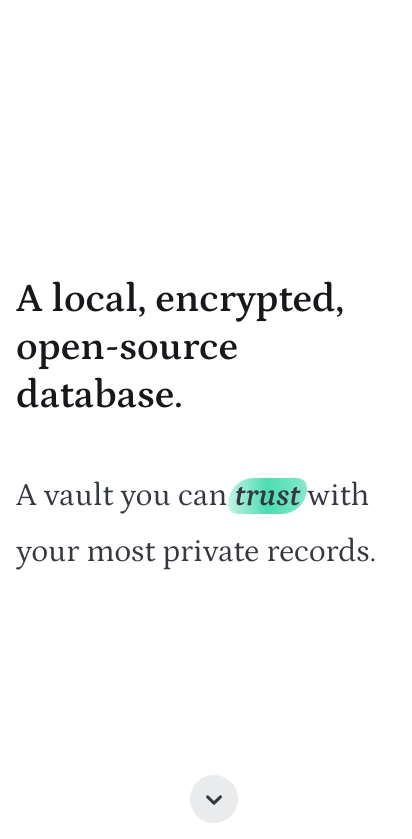 A local, encrypted,
open-source
database.
A vault you can trust with
your most private records.